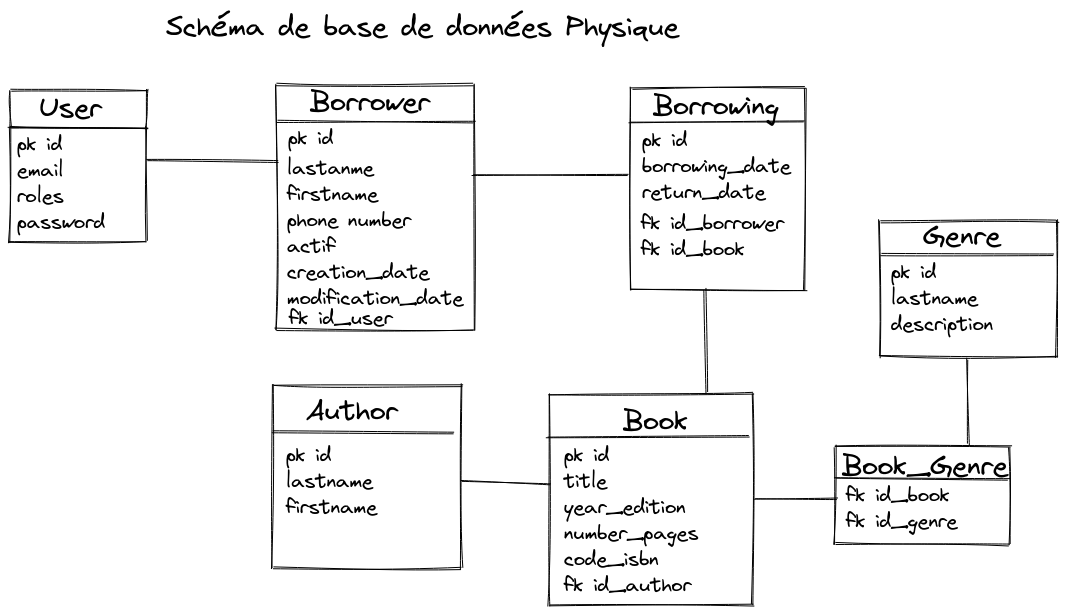 Schéma de base de données Physique
User
pk id
email
roles
password
Borrower
pk id
lastanme
firstname
phone number
actif
creation_date
modification_date
fk id_user
Borrowing
pk id
borrowing_date
return_date
fk id_borrower
fk id_book
Genre
pk id
lastname
description
Author
pk id
lastname
firstname
Book
pk id
title
year_edition
number_pages
code_isbn
fk id_author
Book_Genre
fk id_book
fk id_genre